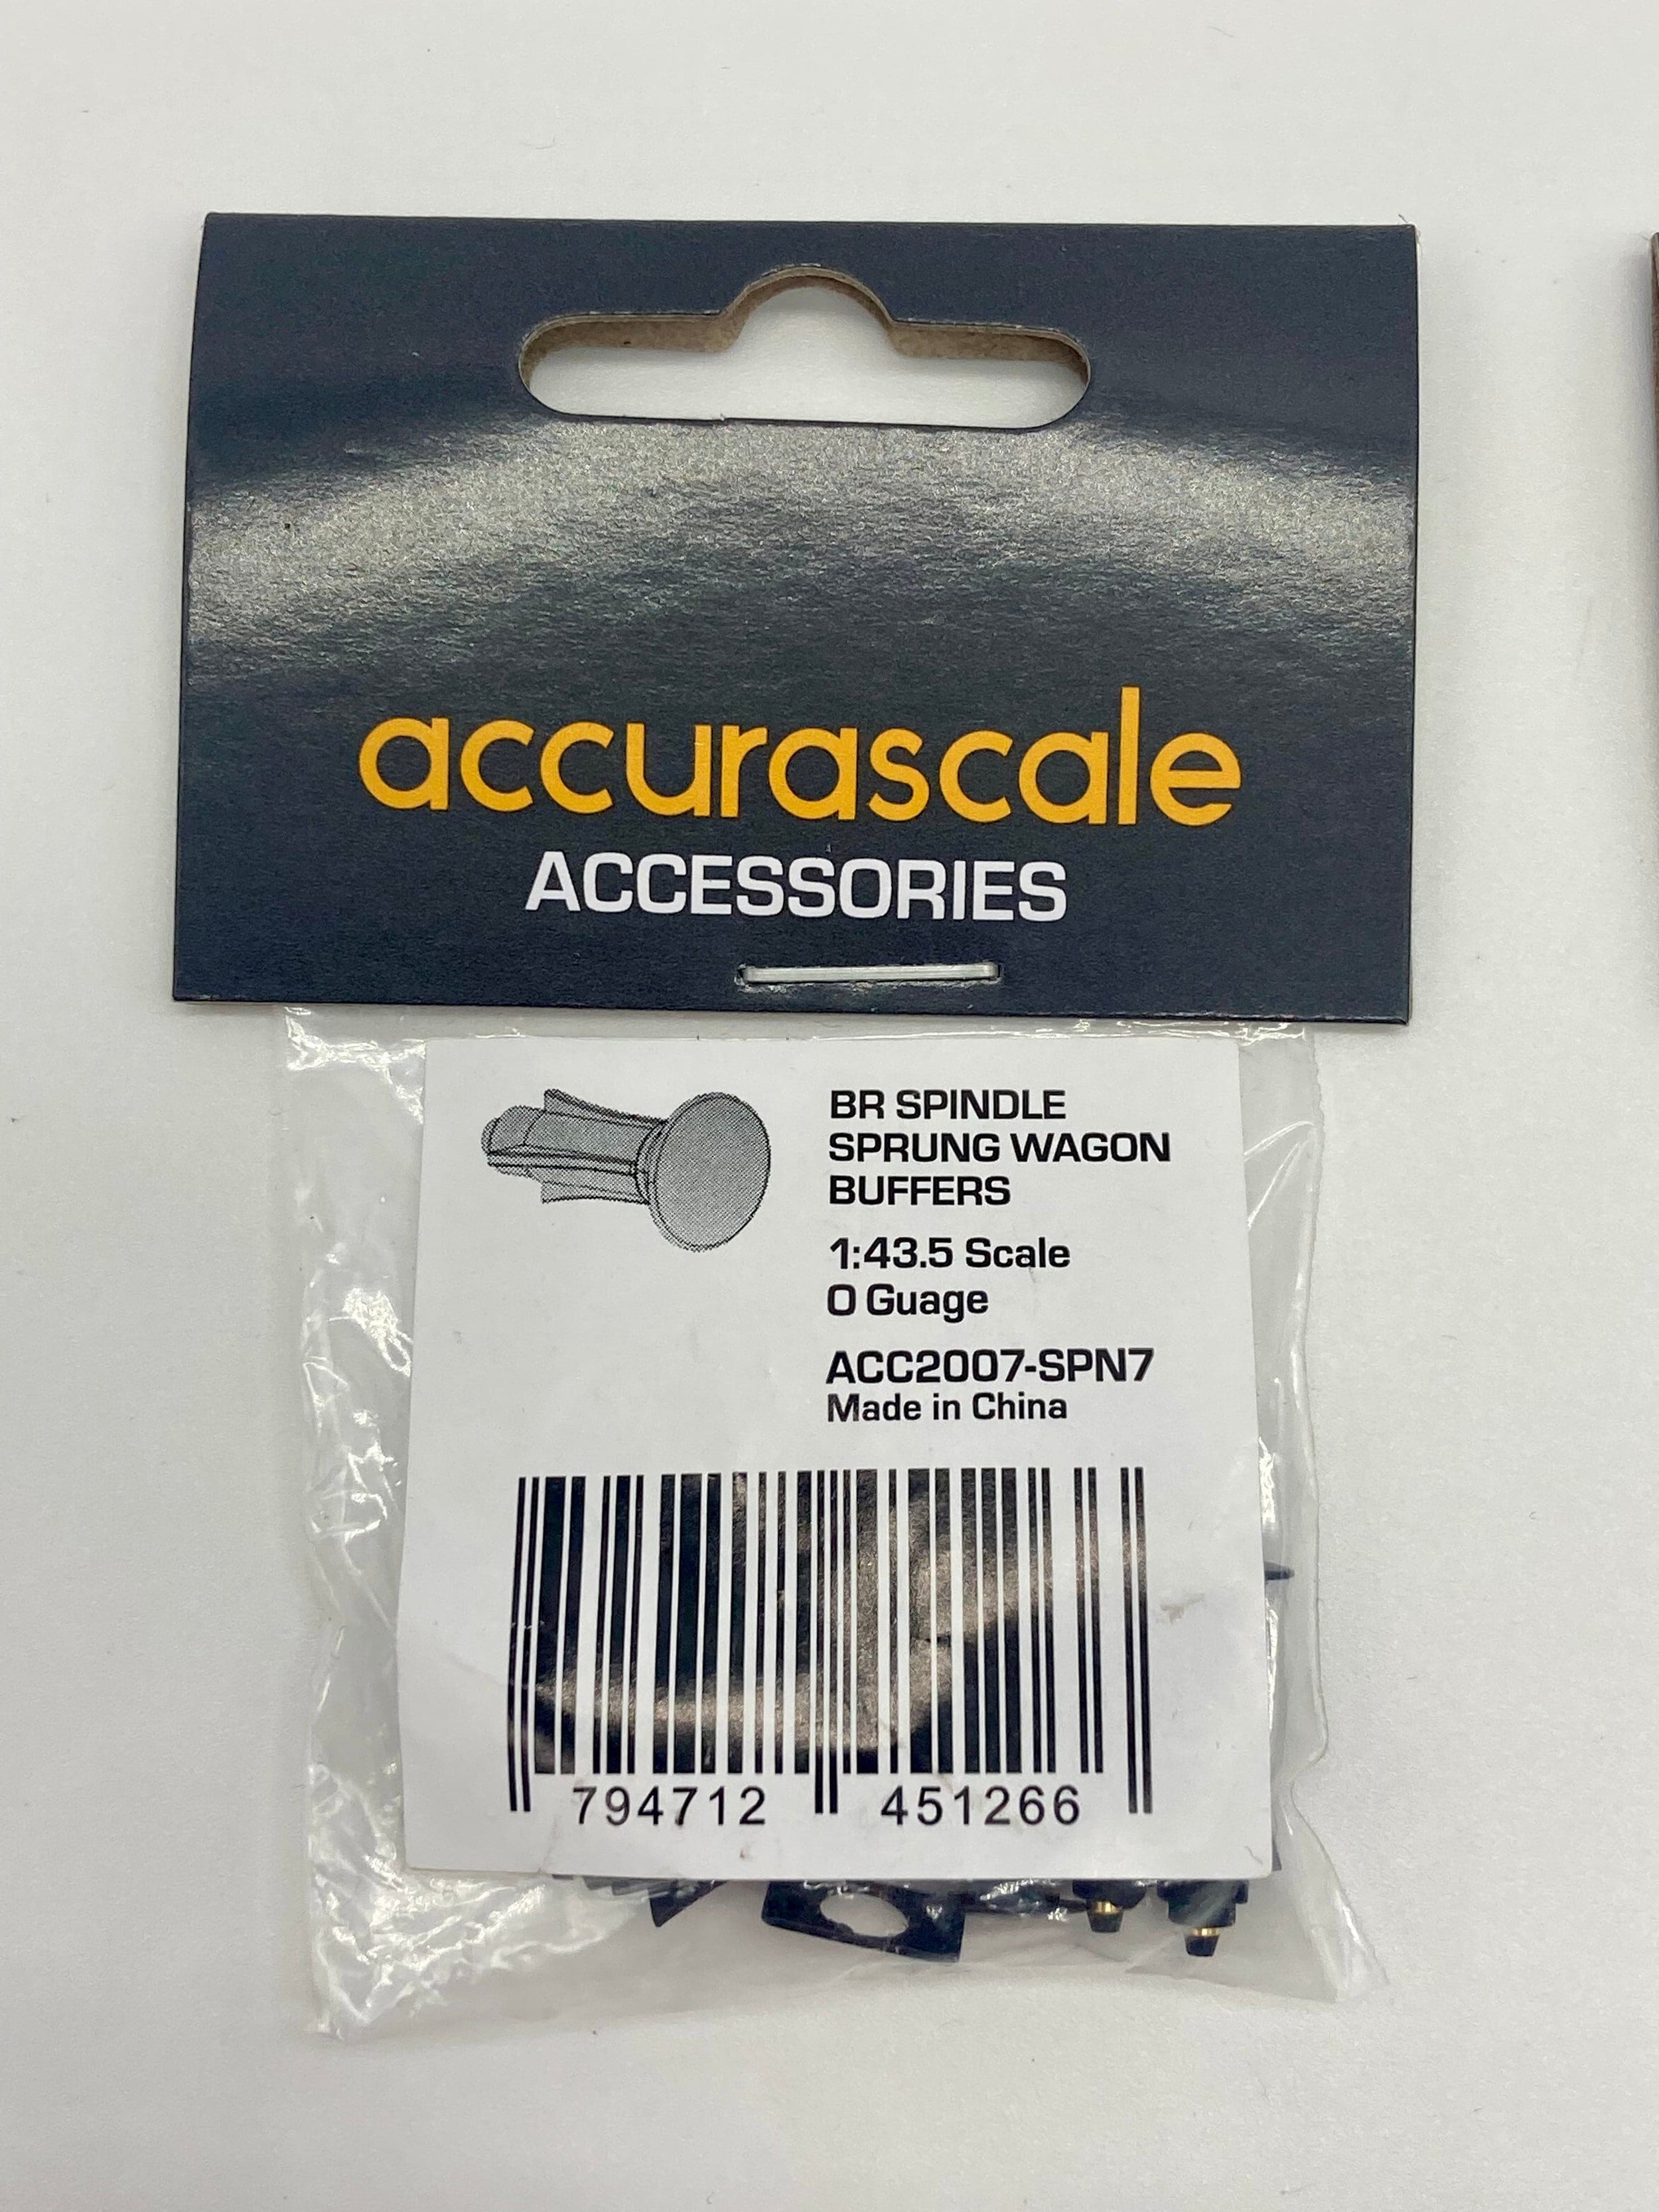 accurascale
ACCESSORIES
BR SPINDLE
SPRUNG WAGON
BUFFERS
1:43.5 Scale
O Guage
ACC2007-SPN7
Made in China
794712 451266